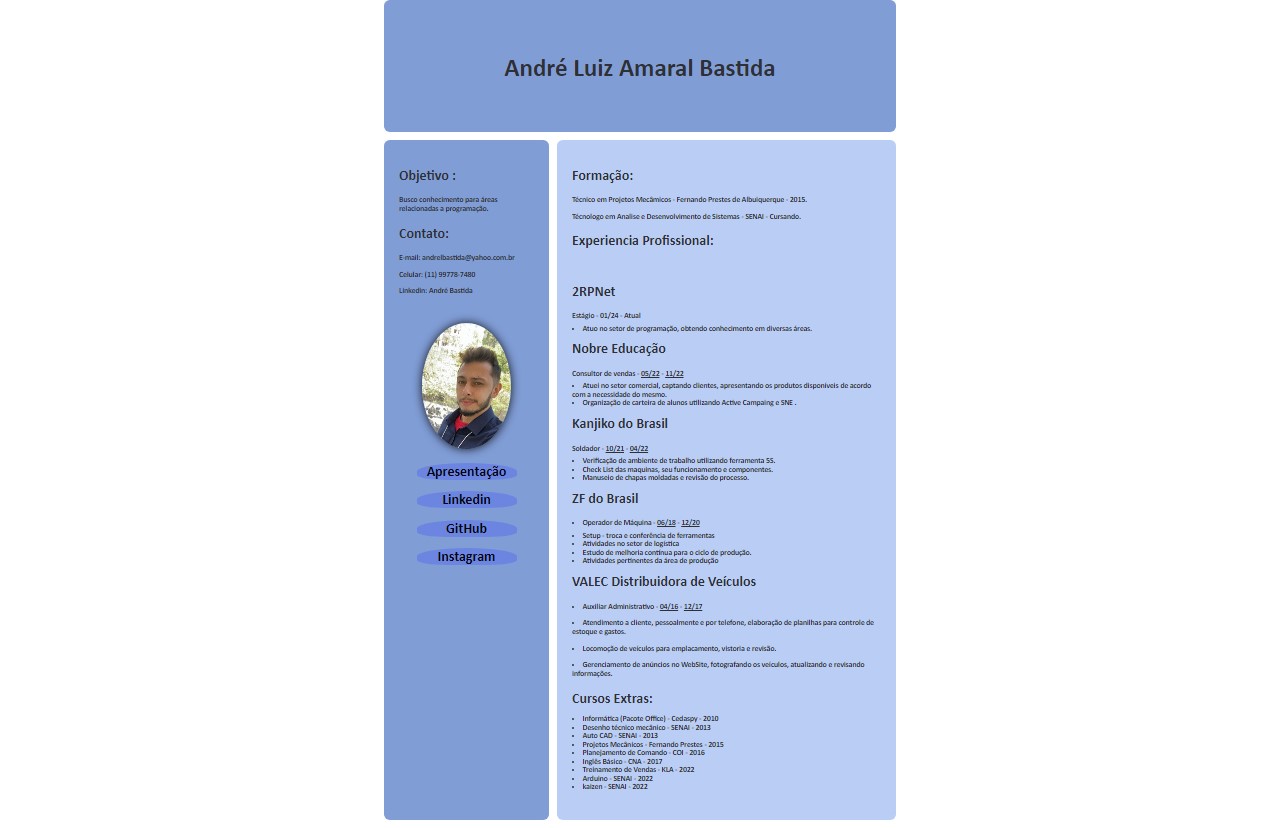 André Luiz Amaral Bastida
Objetivo :
Busco conhecimento para áreas
relacionadas a programação.
Contato:
E-mail: andrelbastida@yahoo.com.br
Celular: (11) 99778-7480
Linkedin: André Bastida
Apresentação
Linkedin
GitHub
Instagram
Formação:
Técnico em Projetos Mecâmicos - Fernando Prestes de Albuiquerque - 2015.
Técnologo em Analise e Desenvolvimento de Sistemas - SENAI - Cursando.
Experiencia Profissional:
2RPNet
Estágio - 01/24 - Atual
• Atuo no setor de programação, obtendo conhecimento em diversas áreas.
Nobre Educação
Consultor de vendas - 05/22 - 11/22
• Atuei no setor comercial, captando clientes, apresentando os produtos disponíveis de acordo
com a necessidade do mesmo.
• Organização de carteira de alunos utilizando Active Campaing e SNE .
Kanjiko do Brasil
Soldador - 10/21 - 04/22
• Verificação de ambiente de trabalho utilizando ferramenta 5S.
• Check List das maquinas, seu funcionamento e componentes.
• Manuseio de chapas moldadas e revisão do processo.
ZF do Brasil
• Operador de Máquina - 06/18 - 12/20
• Setup - troca e conferência de ferramentas
• Atividades no setor de logística
• Estudo de melhoria continua para o ciclo de produção.
• Atividades pertinentes da área de produção
VALEC Distribuidora de Veículos
• Auxiliar Administrativo - 04/16 - 12/17
• Atendimento a cliente, pessoalmente e por telefone, elaboração de planilhas para controle de
estoque e gastos.
• Locomoção de veiculos para emplacamento, vistoria e revisão.
• Gerenciamento de anúncios no WebSite, fotografando os veiculos, atualizando e revisando
informações.
Cursos Extras:
• Informática (Pacote Office) - Cedaspy - 2010
• Desenho técnico mecânico - SENAI - 2013
• Auto CAD - SENAI - 2013
• Projetos Mecânicos - Fernando Prestes - 2015
• Planejamento de Comando - COI - 2016
• Inglês Básico - CNA - 2017
• Treinamento de Vendas - KLA - 2022
• Arduino - SENAI - 2022
• kaizen - SENAI - 2022